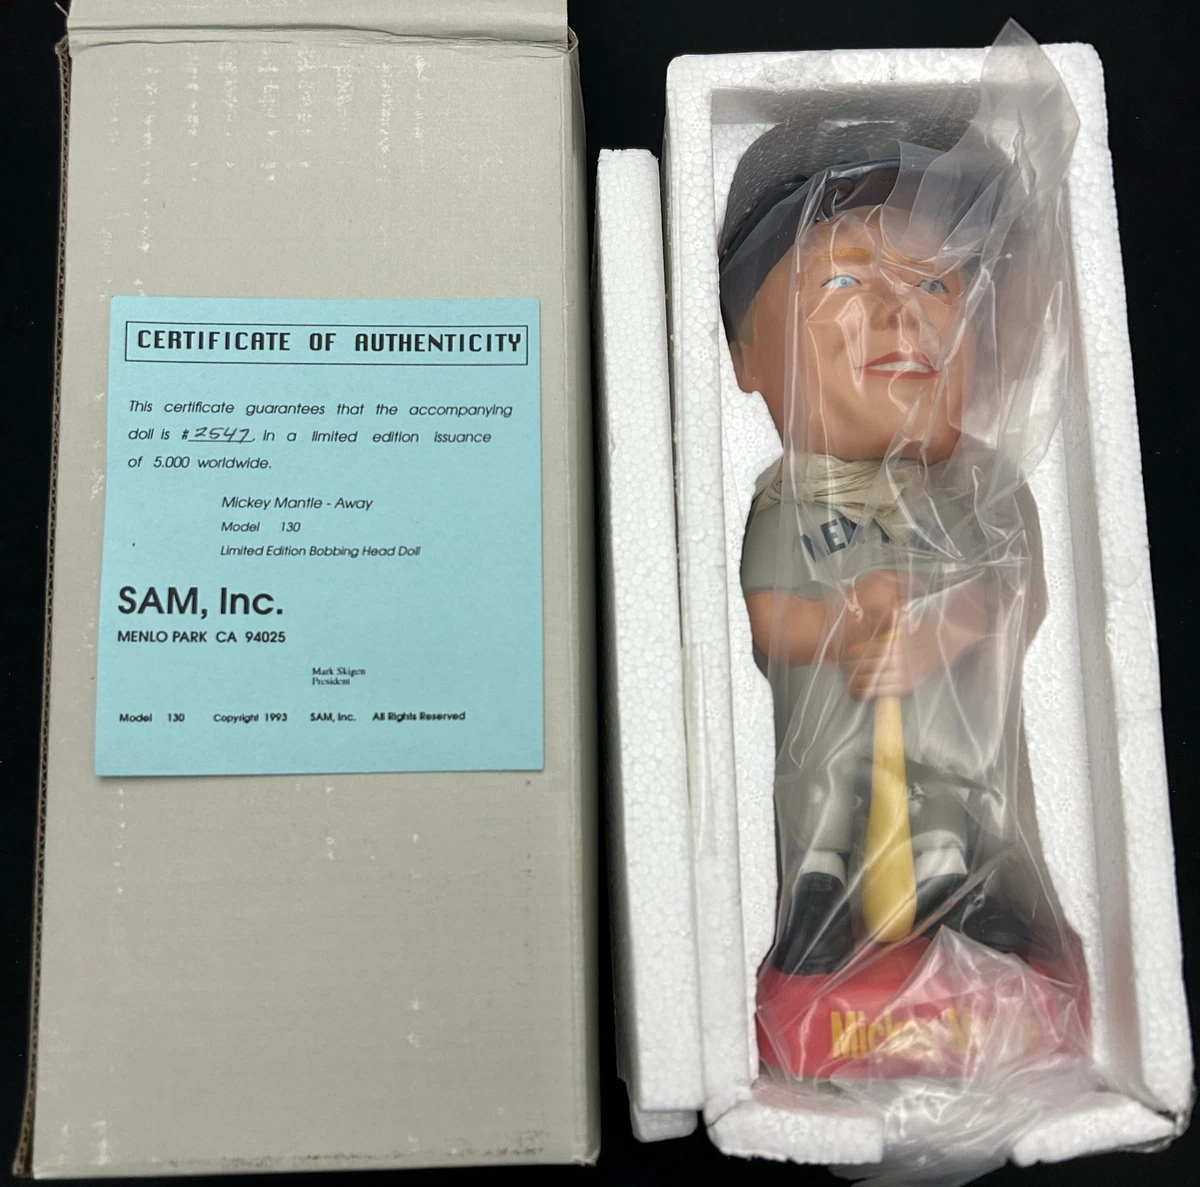 CERTIFICATE OF AUTHENTICITY
This certificate guarantees that the accompanying
doll is #2547, in a limited edition issuance
of 5.000 worldwide.
Mickey Mantle - Away
Model 130
Limited Edition Bobbing Head Doll
SAM, Inc.
MENLO PARK CA 94025
Mark Skigen
President
Model 130 Copyright 1993 SAM, Inc. All Rights Reserved
NEW
Mickey